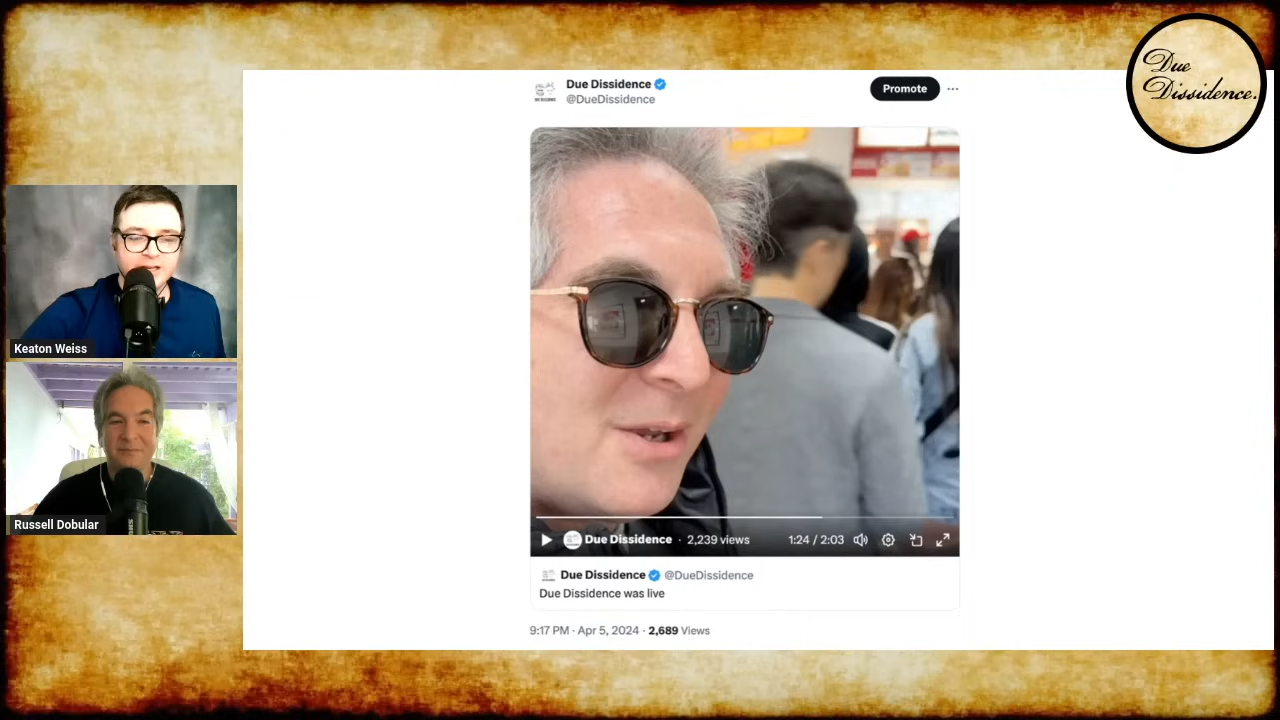 Due Dissidence
@DueDissidence
Promote
Due
Dissidence.
Keaton Weiss
Russell Dobular
Due Dissidence · 2,239 views 1:24 / 2:03
Due Dissidence @DueDissidence
Due Dissidence was live
9:17 PM · Apr 5, 2024 · 2,689 Views